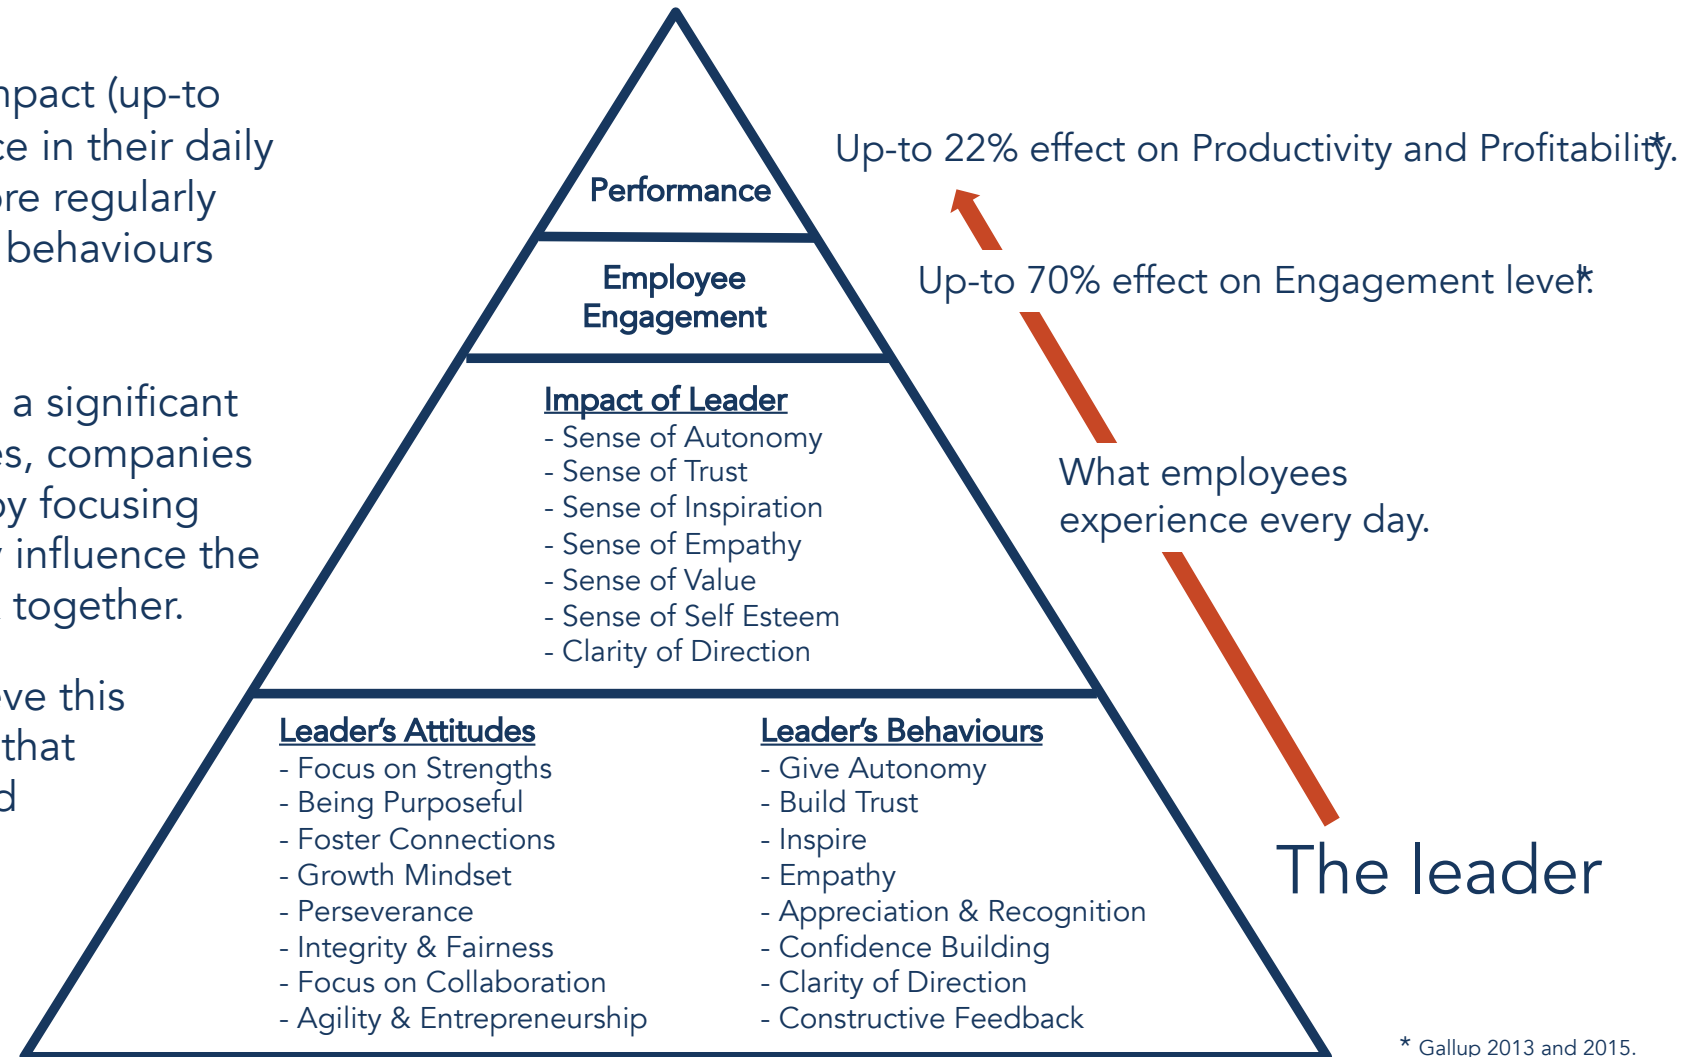 mpact (up-to
ce in their daily
ore regularly
behaviours
a significant
es, companies
by focusing
y influence the
together.
eve this
that
d
Performance
Employee
Engagement
Impact of Leader
- Sense of Autonomy
- Sense of Trust
- Sense of Inspiration
- Sense of Empathy
- Sense of Value
- Sense of Self Esteem
- Clarity of Direction
Leader's Attitudes
- Focus on Strengths
- Being Purposeful
- Foster Connections
- Growth Mindset
- Perseverance
- Integrity & Fairness
- Focus on Collaboration
- Agility & Entrepreneurship
Leader's Behaviours
- Give Autonomy
- Build Trust
- Inspire
- Empathy
- Appreciation & Recognition
- Confidence Building
- Clarity of Direction
- Constructive Feedback
Up-to 22% effect on Productivity and Profitability.*
Up-to 70% effect on Engagement level.*
What employees
experience every day.
The leader
* Gallup 2013 and 2015.